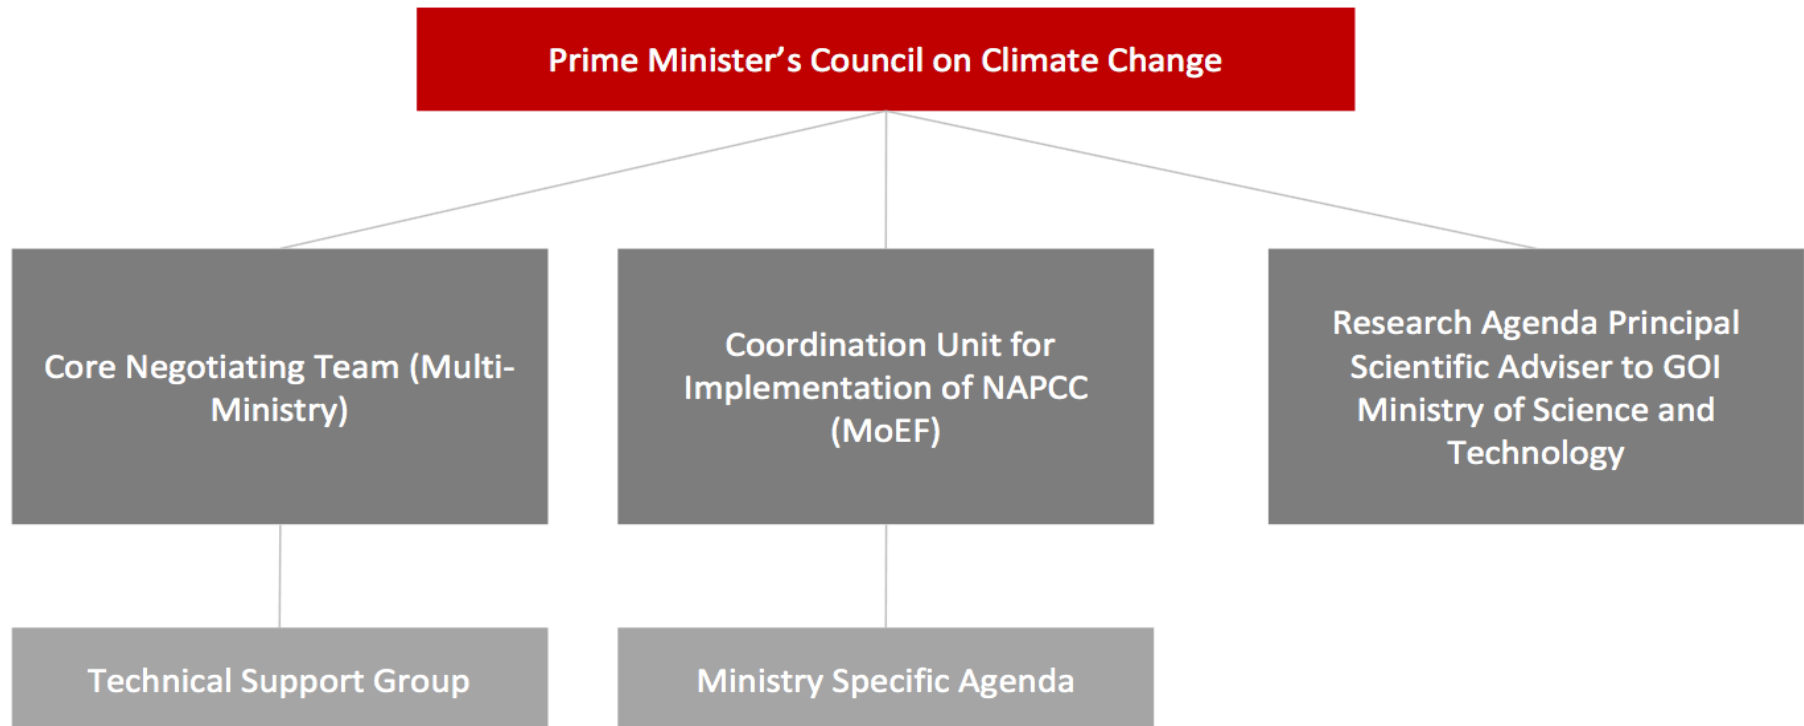 Prime Minister’s Council on Climate Change
Core Negotiating Team (Multi-
Ministry)
Coordination Unit for
Implementation of NAPCC
(MoEF)
Research Agenda Principal
Scientific Adviser to GOI
Ministry of Science and
Technology
Technical Support Group
Ministry Specific Agenda